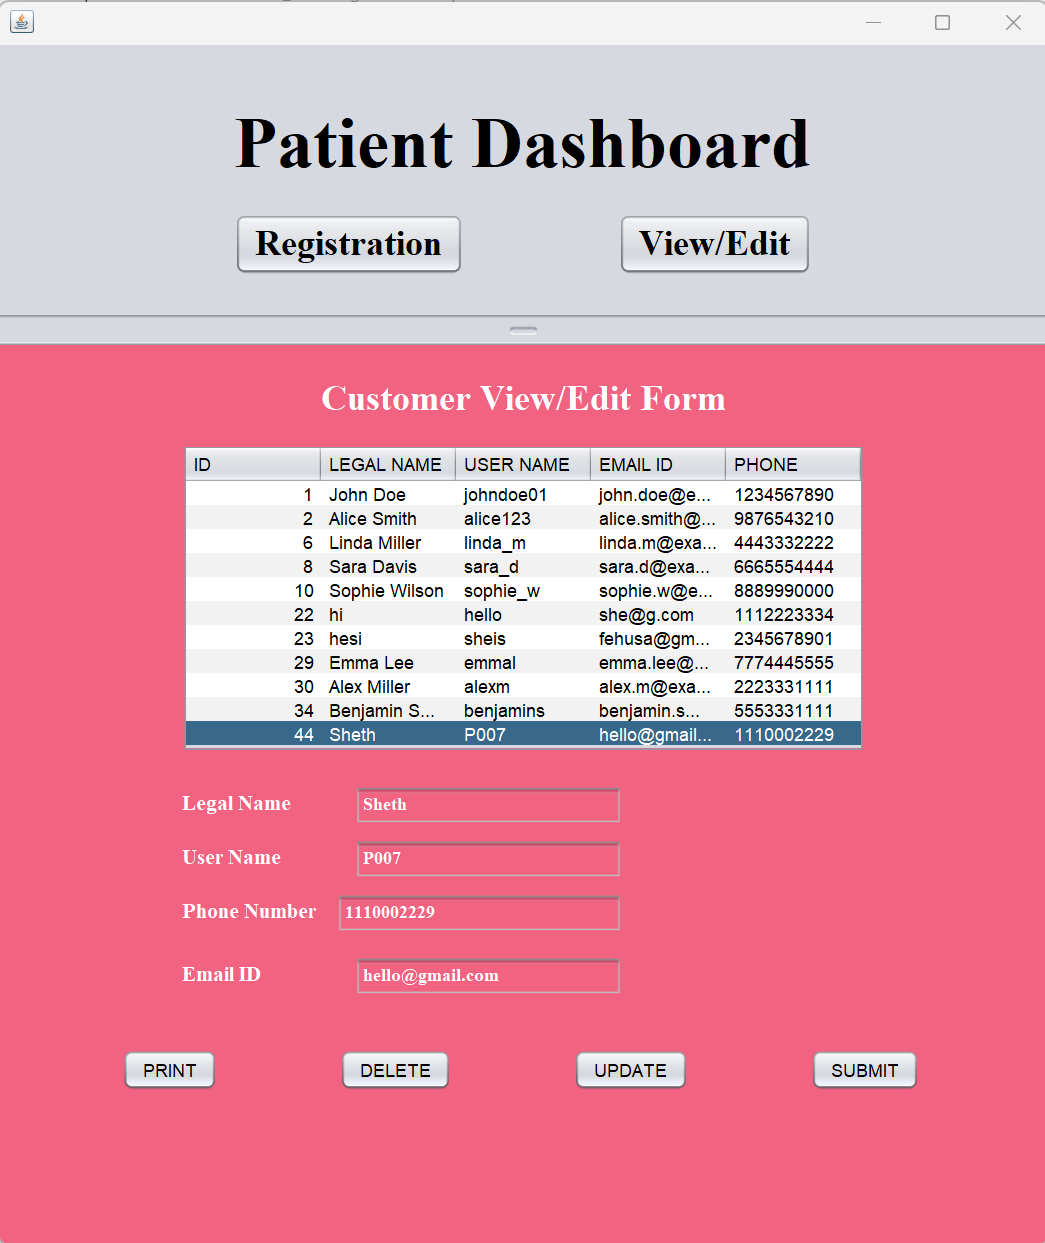 Patient Dashboard
Registration View/Edit
Customer View/Edit Form
ID LEGAL NAME USER NAME EMAIL ID PHONE
1 John Doe johndoe01 john.doe@e... 1234567890
2 Alice Smith alice123 alice.smith@... 9876543210
6 Linda Miller linda_m linda.m@exa... 4443332222
8 Sara Davis sara_d sara.d@exa... 6665554444
10 Sophie Wilson sophie_w sophie.w@e... 8889990000
22 hi hello she@g.com 1112223334
23 hesi sheis fehusa@gm... 2345678901
29 Emma Lee emmal emma.lee@... 7774445555
30 Alex Miller alexm alex.m@exa... 2223331111
34 Benjamin S... benjamins benjamin.s... 5553331111
44 Sheth P007 hello@gmail... 1110002229
Legal Name Sheth
User Name P007
Phone Number 1110002229
Email ID hello@gmail.com
PRINT DELETE UPDATE SUBMIT